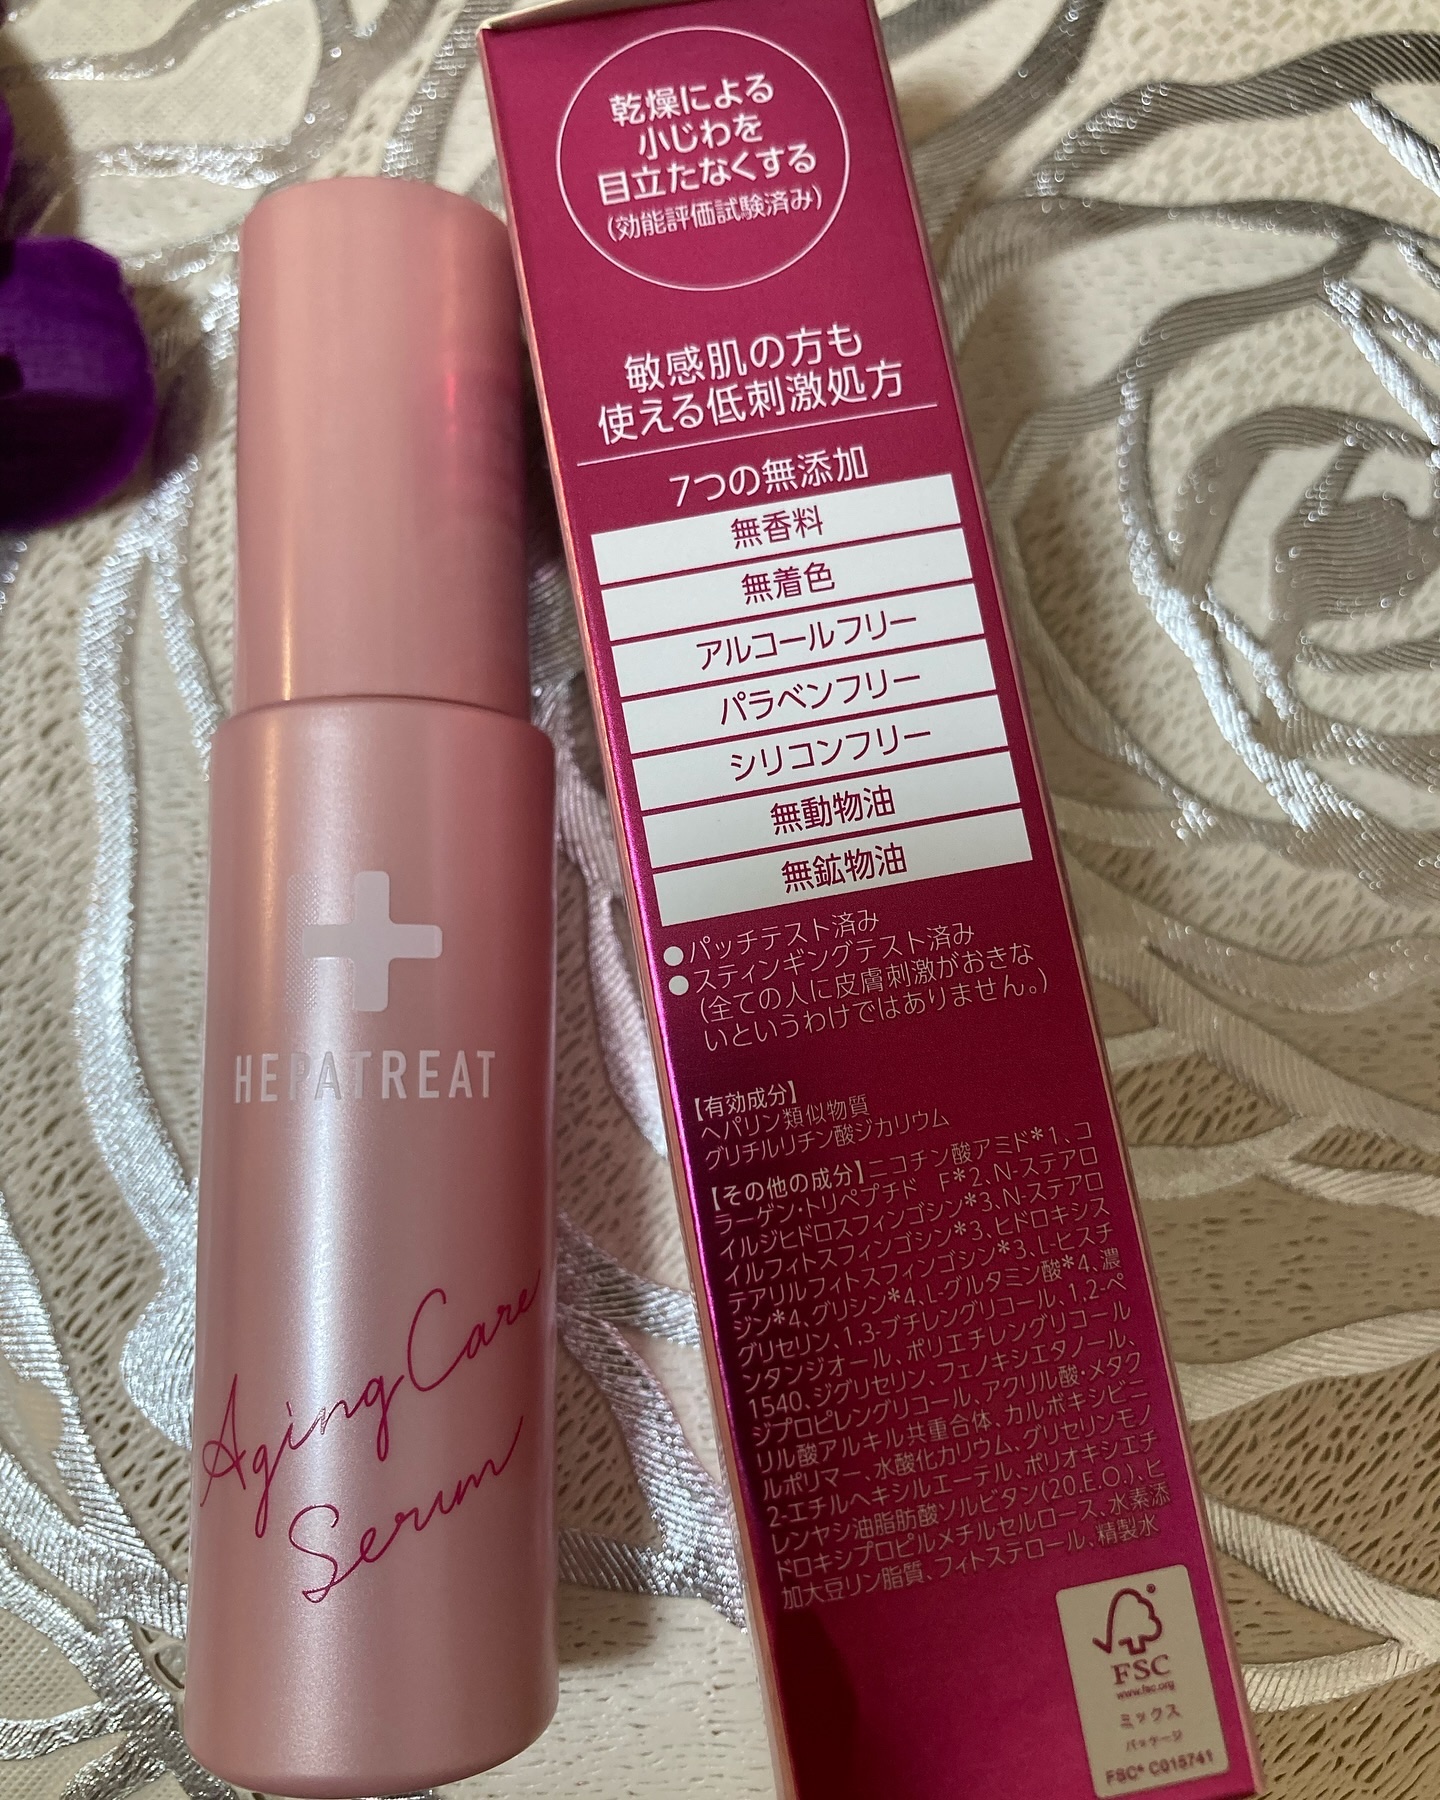 HEPATREAT
Aging Care
Serum
乾燥による
小じわを
目立たなくする
(効能評価試験済み)
敏感肌の方も
使える低刺激処方
7つの無添加
無香料
無着色
アルコールフリー
パラベンフリー
シリコンフリー
無動物油
無鉱物油
●パッチテスト済み
●スティンギングテスト済み
(全ての人に皮膚刺激がおきな
いというわけではありません。)
【有効成分】
ヘパリン類似物質
グリチルリチン酸ジカリウム
【その他の成分】ニコチン酸アミド*1、コ
ラーゲン・トリペプチド F*2、N-ステアロ
イルジヒドロスフィンゴシン*3、N-ステアロ
イルフィトスフィンゴシン*3、ヒドロキシス
テアリルフィトスフィンゴシン*3、L-ヒスチ
ジン*4、グリシン*4、L-グルタミン酸*4、濃
グリセリン、1,3-ブチレングリコール、1,2-ペ
ンタンジオール、ポリエチレングリコール
1540、ジグリセリン、フェノキシエタノール、
ジプロピレングリコール、アクリル酸・メタク
リル酸アルキル共重合体、カルボキシビニ
ルポリマー、水酸化カリウム、グリセリンモノ
2-エチルヘキシルエーテル、ポリオキシエチ
レンヤシ油脂肪酸ソルビタン(20.E.O.)、ヒ
ドロキシプロピルメチルセルロース、水素添
加大豆リン脂質、フィトステロール、精製水
FSC
www.fsc.org
ミックス
パッケージ
FSC® C015741